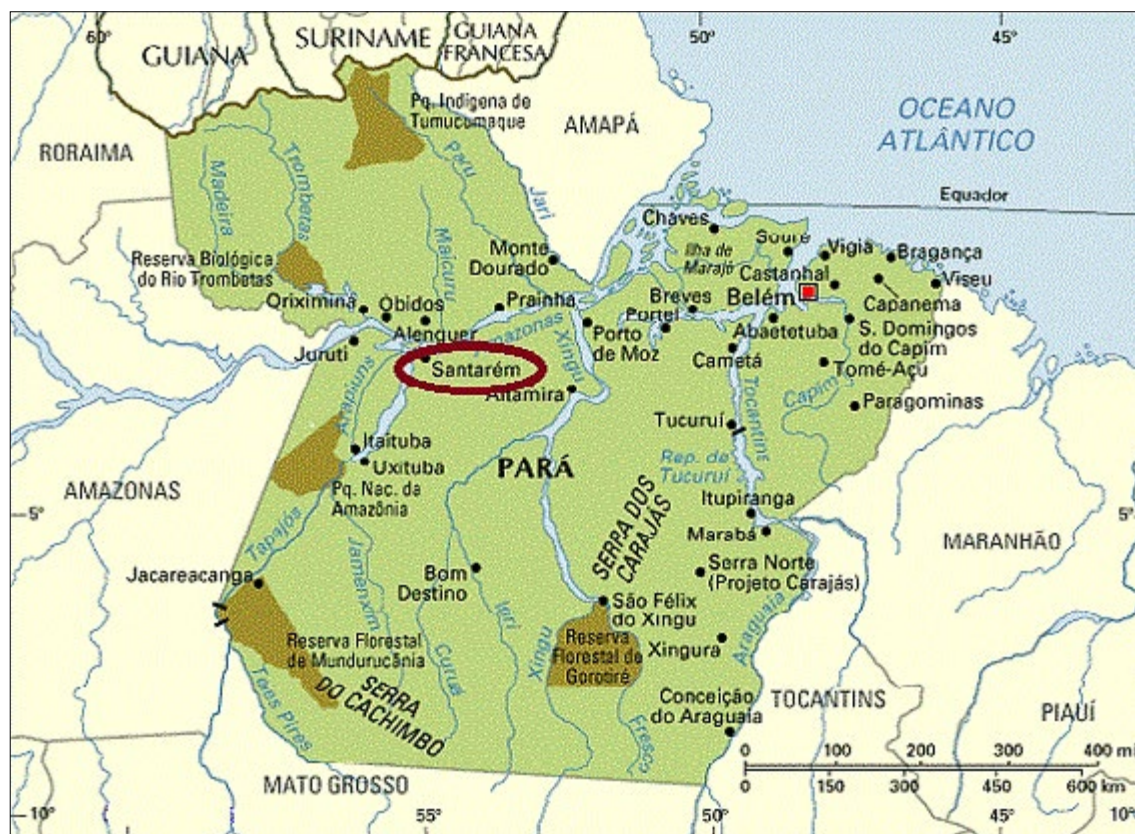 60°
50°
45°
GUIANA
SURINAME
GUIANA
FRANCESA
Pq. Indígena de
Tumucumaque
AMAPÁ
OCEANO
ATLÂNTICO
RORAIMA
Madeira
Trombetas
Paru
Jari
Maicuru
Equador
Chaves
Ilha de
Marajó
Soure
Vigia
Bragança
Viseu
Castanhal
Capanema
Reserva Biológica
do Rio Trombetas
Monte
Dourado
Oriximiná
Óbidos
Alenquer
Prainha
Amazonas
Xingu
Breves
Portel
Belém
Abaetetuba
S. Domingos
do Capim
Juruti
Porto
de Moz
Cametá
Tomé-Açu
Santarém
Arapiuns
Altamira
Tocantins
Capim
Paragominas
Tucuruí
Itaituba
Uxituba
PARÁ
Rep. de
Tucuruí
AMAZONAS
Pq. Nac. da
Amazônia
Itupiranga
5°
5°
Tapajós
SERRA DOS
CARAJÁS
Marabá
MARANHÃO
Jacareacanga
Jamenxim
Bom
Destino
Serra Norte
(Projeto Carajás)
Iriri
São Félix
do Xingu
Araguaia
Reserva Florestal
de Mundurucânia
Curuá
Xingu
Reserva
Florestal de
Gorotiré
Xingura
SERRA
DO CACHIMBO
Conceição
do Araguaia
TOCANTINS
PIAUÍ
Fresco
0 100 200 300 400 mi
0 150 300 450 600 km
MATO GROSSO
10°
55°
50°
10°